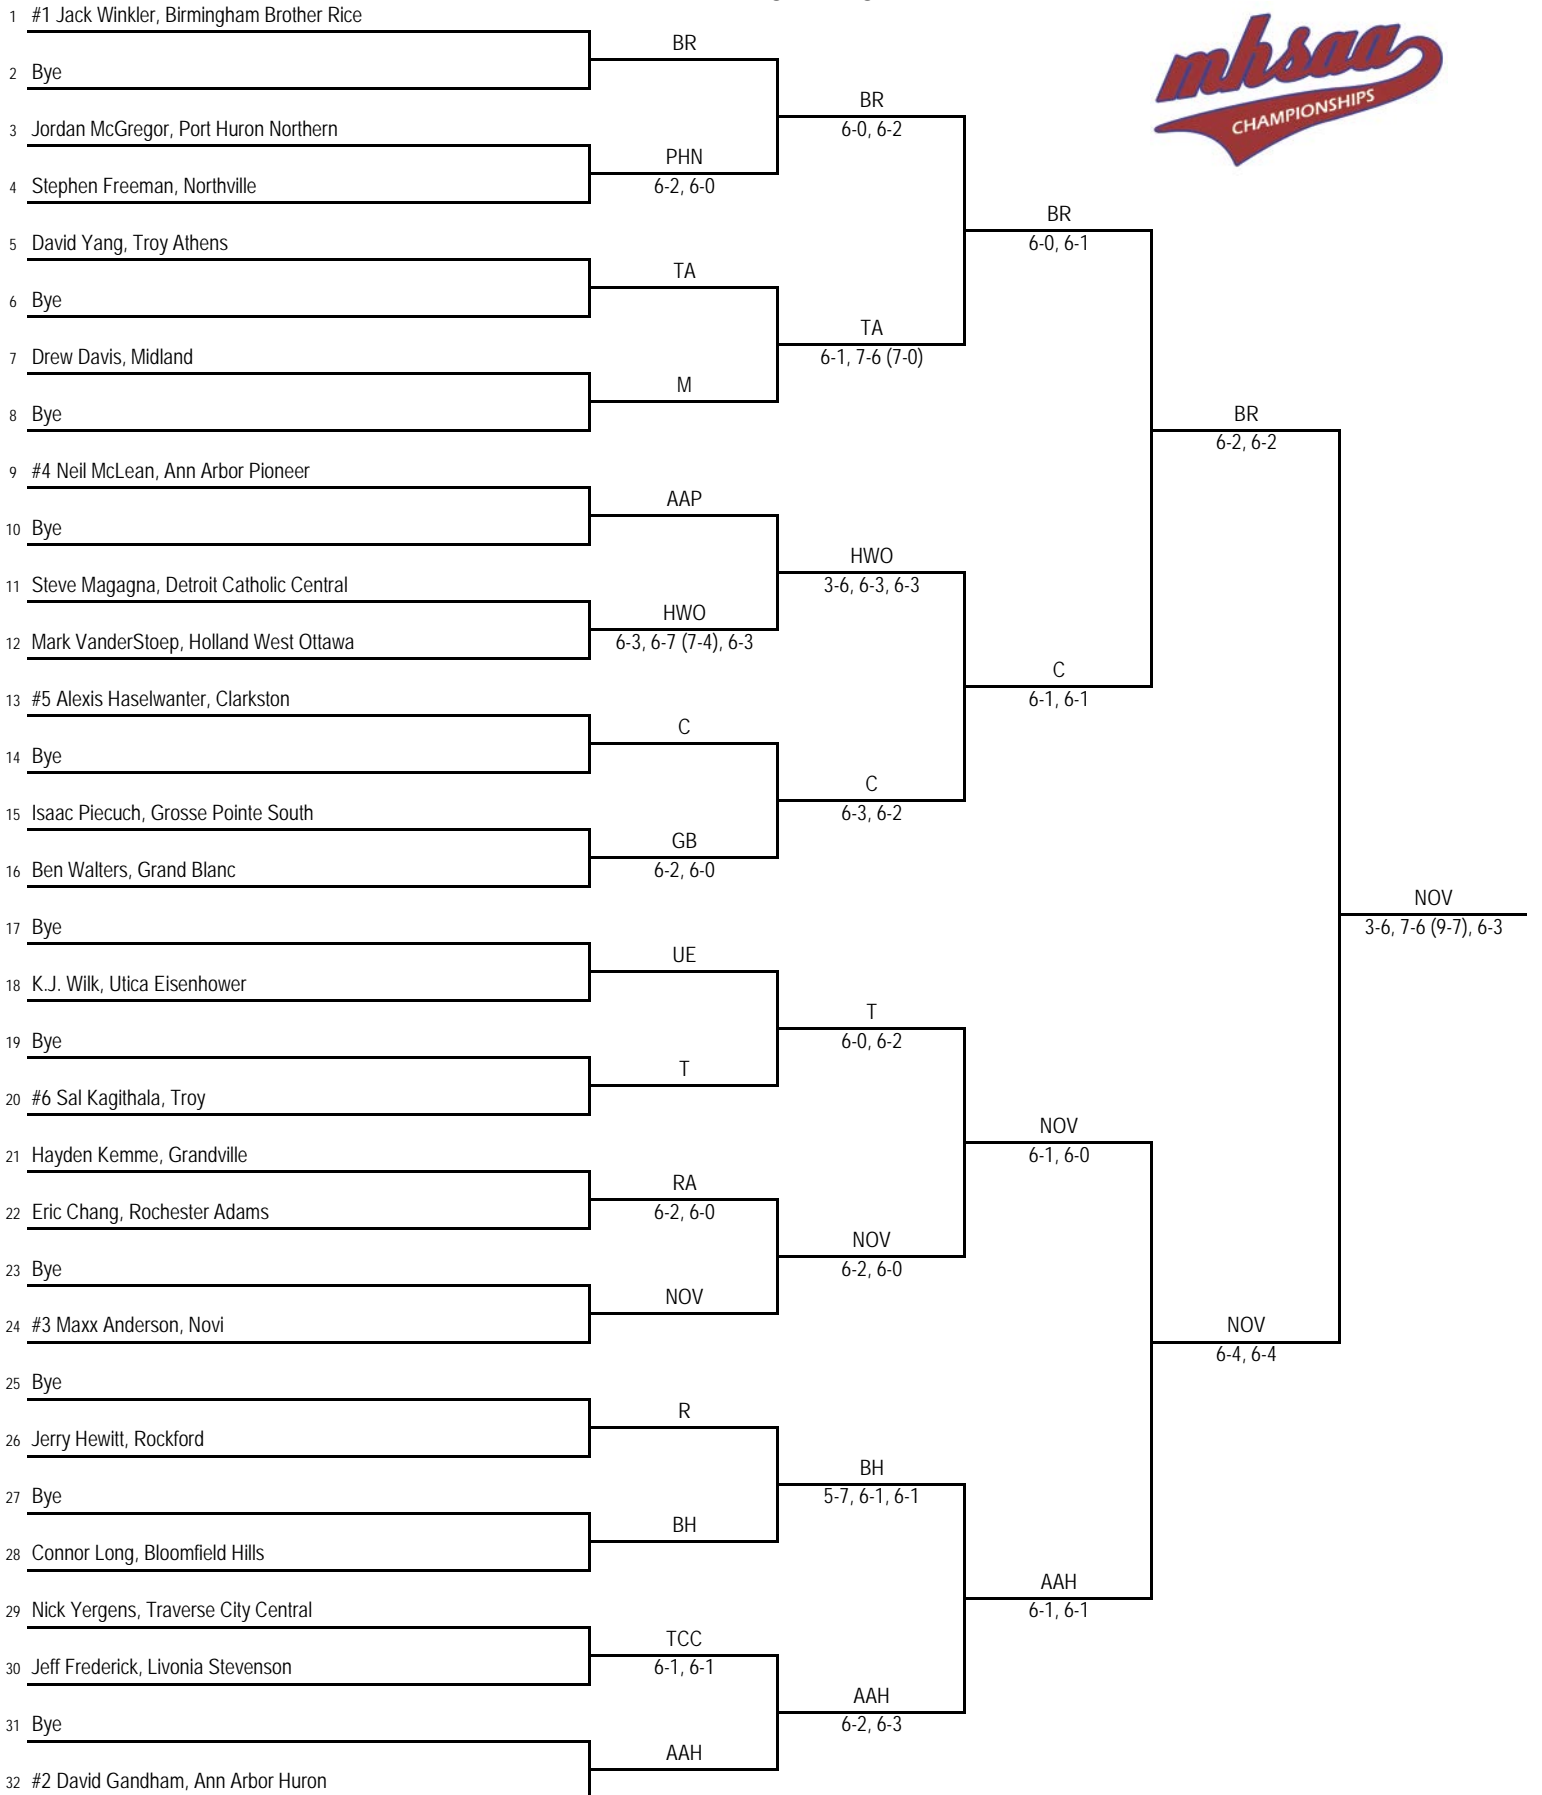 1 #1 Jack Winkler, Birmingham Brother Rice
BR
2 Bye
BR
6-0, 6-2
3 Jordan McGregor, Port Huron Northern
PHN
6-2, 6-0
4 Stephen Freeman, Northville
BR
6-0, 6-1
5 David Yang, Troy Athens
TA
6 Bye
TA
6-1, 7-6 (7-0)
7 Drew Davis, Midland
M
8 Bye
BR
6-2, 6-2
9 #4 Neil McLean, Ann Arbor Pioneer
AAP
10 Bye
HWO
3-6, 6-3, 6-3
11 Steve Magagna, Detroit Catholic Central
HWO
6-3, 6-7 (7-4), 6-3
12 Mark VanderStoep, Holland West Ottawa
C
6-1, 6-1
13 #5 Alexis Haselwanter, Clarkston
C
14 Bye
C
6-3, 6-2
15 Isaac Piecuch, Grosse Pointe South
GB
6-2, 6-0
16 Ben Walters, Grand Blanc
NOV
3-6, 7-6 (9-7), 6-3
17 Bye
UE
18 K.J. Wilk, Utica Eisenhower
T
6-0, 6-2
19 Bye
T
20 #6 Sal Kagithala, Troy
NOV
6-1, 6-0
21 Hayden Kemme, Grandville
RA
6-2, 6-0
22 Eric Chang, Rochester Adams
NOV
6-2, 6-0
23 Bye
NOV
24 #3 Maxx Anderson, Novi
NOV
6-4, 6-4
25 Bye
R
26 Jerry Hewitt, Rockford
BH
5-7, 6-1, 6-1
27 Bye
BH
28 Connor Long, Bloomfield Hills
AAH
6-1, 6-1
29 Nick Yergens, Traverse City Central
TCC
6-1, 6-1
30 Jeff Frederick, Livonia Stevenson
AAH
6-2, 6-3
31 Bye
AAH
32 #2 David Gandham, Ann Arbor Huron
mhsaa
CHAMPIONSHIPS